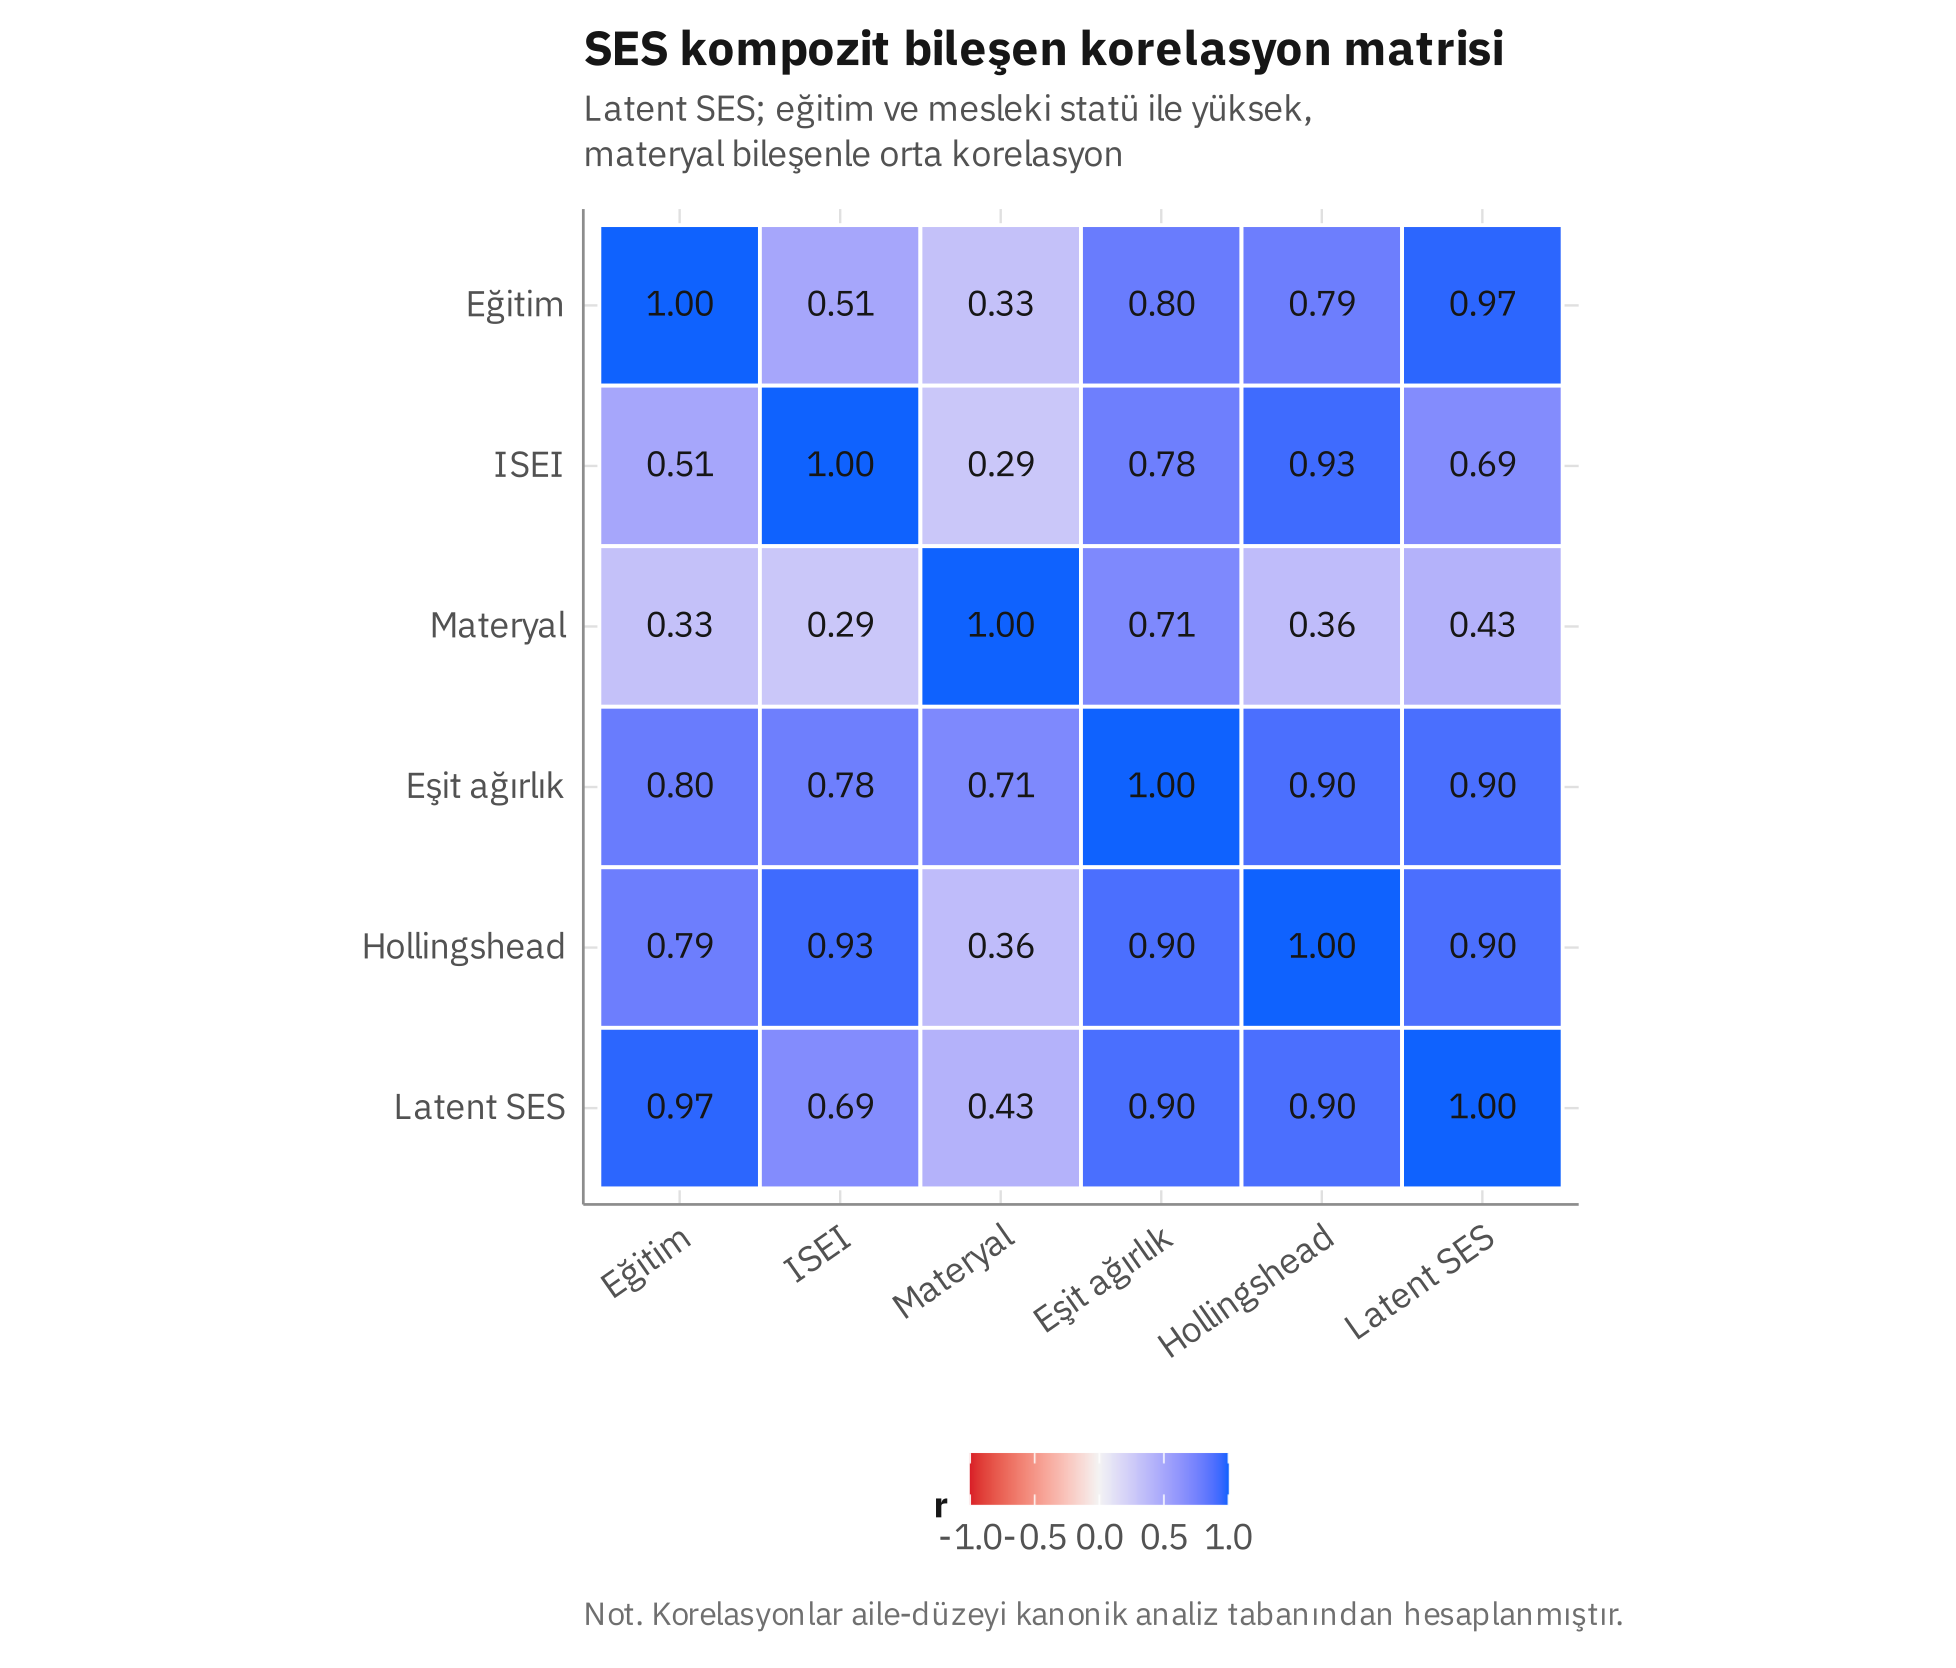 SES kompozit bileşen korelasyon matrisi
Latent SES; eğitim ve mesleki statü ile yüksek,
materyal bileşenle orta korelasyon
Eğitim 1.00 0.51 0.33 0.80 0.79 0.97
ISEI 0.51 1.00 0.29 0.78 0.93 0.69
Materyal 0.33 0.29 1.00 0.71 0.36 0.43
Eşit ağırlık 0.80 0.78 0.71 1.00 0.90 0.90
Hollingshead 0.79 0.93 0.36 0.90 1.00 0.90
Latent SES 0.97 0.69 0.43 0.90 0.90 1.00
Eğitim ISEI Materyal Eşit ağırlık Hollingshead Latent SES
r
-1.0 -0.5 0.0 0.5 1.0
Not. Korelasyonlar aile-düzeyi kanonik analiz tabanından hesaplanmıştır.